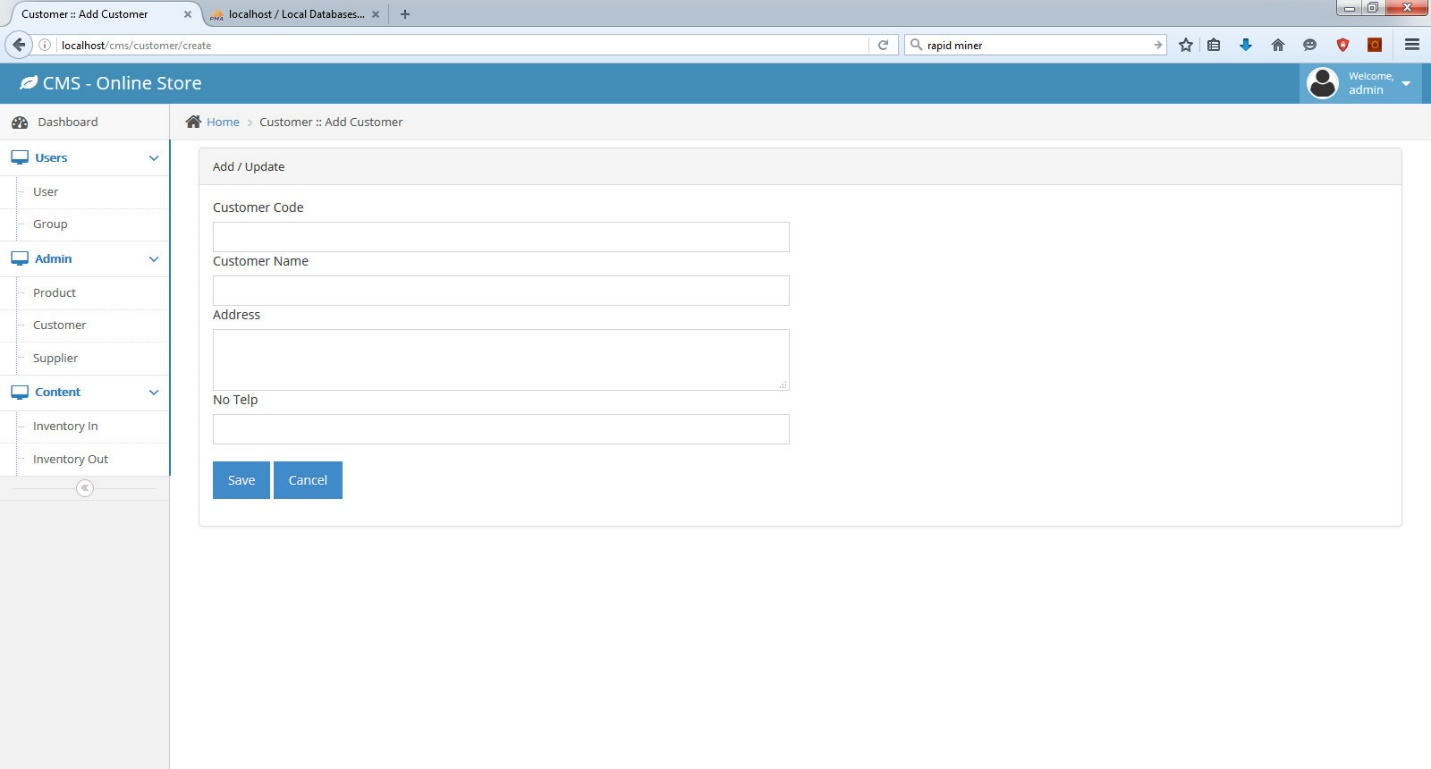 Customer :: Add Customer
localhost / Local Databases...
localhost/cms/customer/create
rapid miner
CMS - Online Store
Welcome,
admin
Dashboard
Home > Customer :: Add Customer
Users
User
Group
Admin
Product
Customer
Supplier
Content
Inventory In
Inventory Out
Add / Update
Customer Code
Customer Name
Address
No Telp
Save
Cancel